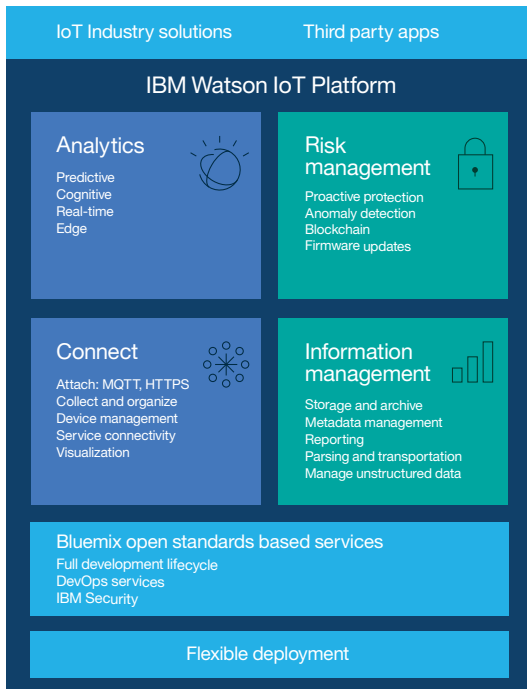 IoT Industry solutions
Third party apps
IBM Watson IoT Platform
Analytics
Predictive
Cognitive
Real-time
Edge
Risk
management
Proactive protection
Anomaly detection
Blockchain
Firmware updates
Connect
Attach: MQTT, HTTPS
Collect and organize
Device management
Service connectivity
Visualization
Information
management
Storage and archive
Metadata management
Reporting
Parsing and transportation
Manage unstructured data
Bluemix open standards based services
Full development lifecycle
DevOps services
IBM Security
Flexible deployment